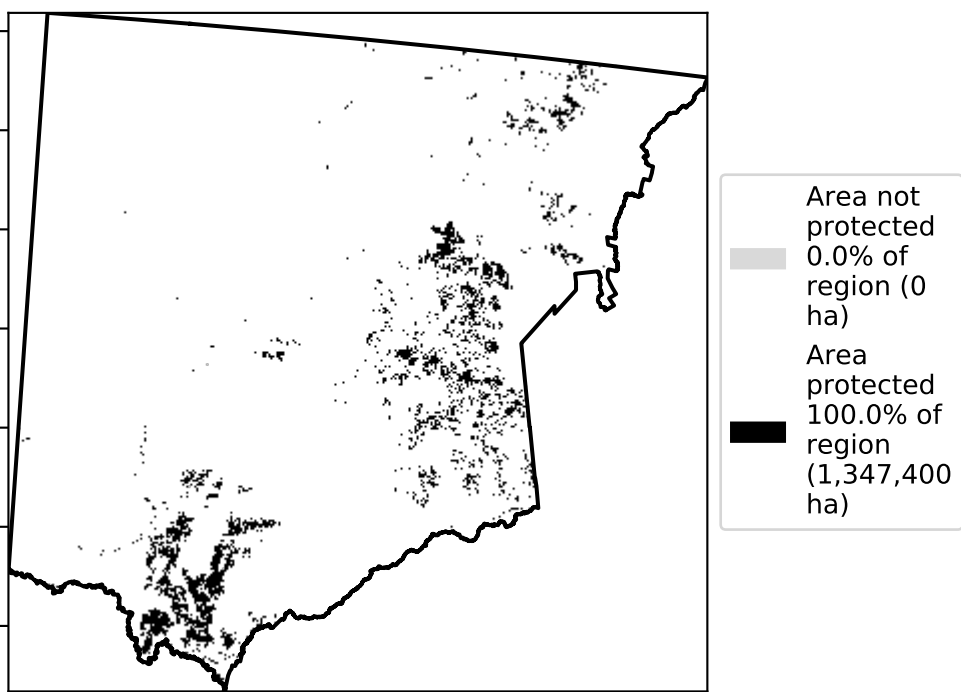 Area not
protected
0.0% of
region (0
ha)
Area
protected
100.0% of
region
(1,347,400
ha)